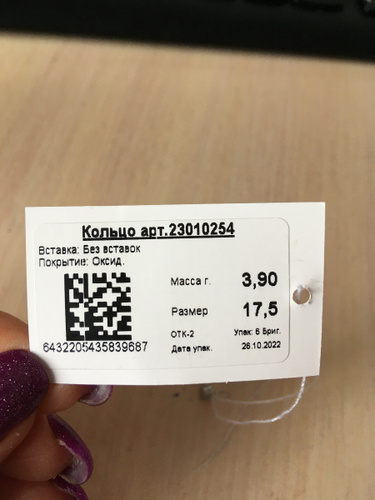 Кольцо арт.23010254
Вставка: Без вставок
Покрытие: Оксид.
Масса г. 3,90
Размер 17,5
6432205435839687
ОТК-2 Упак: 6 Бриг.
Дата упак. 26.10.2022